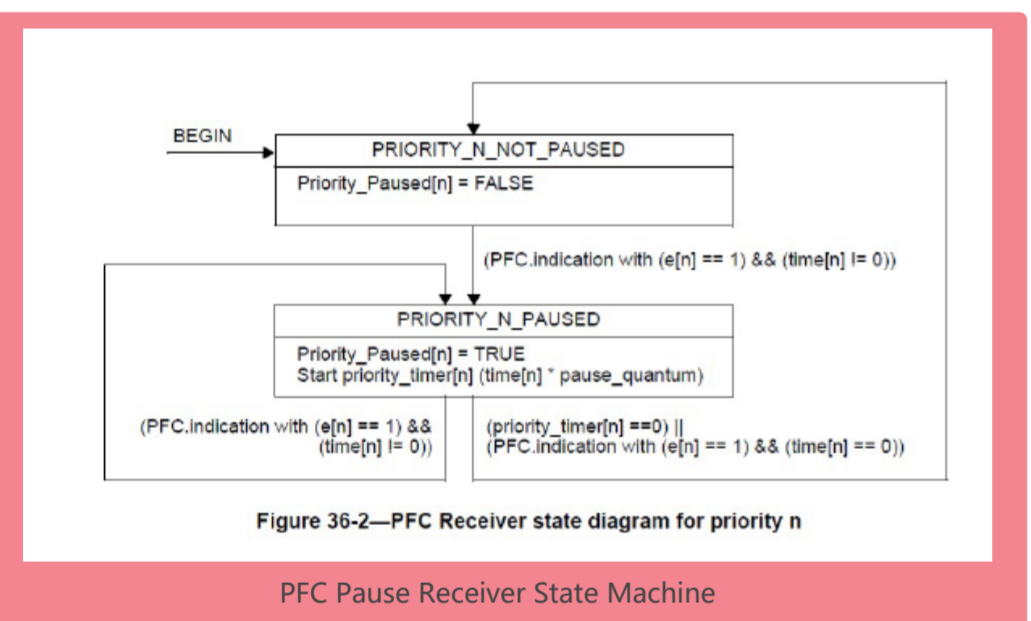 BEGIN
PRIORITY_N_NOT_PAUSED
Priority_Paused[n] = FALSE
(PFC.indication with (e[n] == 1) && (time[n] != 0))
PRIORITY_N_PAUSED
Priority_Paused[n] = TRUE
Start priority_timer[n] (time[n] * pause_quantum)
(PFC.indication with (e[n] == 1) &&
(time[n] != 0))
(priority_timer[n] ==0) ||
(PFC.indication with (e[n] == 1) && (time[n] == 0))
Figure 36-2—PFC Receiver state diagram for priority n
PFC Pause Receiver State Machine